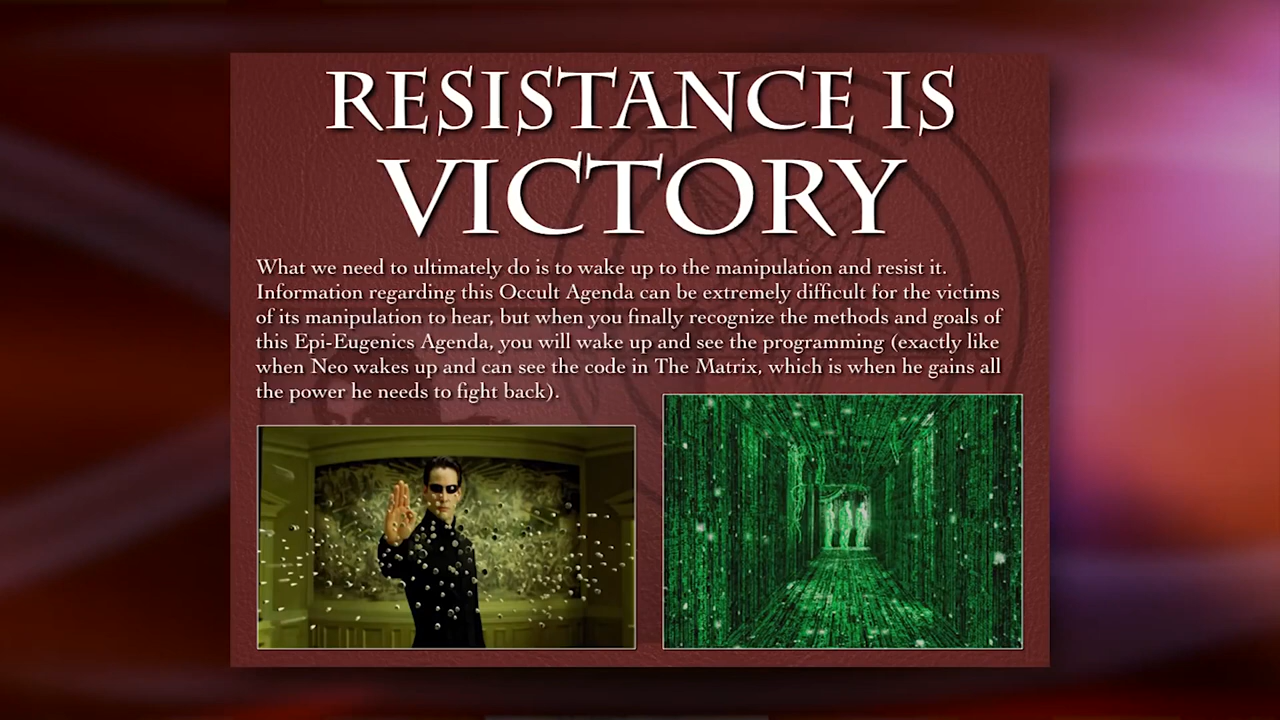 RESISTANCE IS
VICTORY
What we need to ultimately do is to wake up to the manipulation and resist it.
Information regarding this Occult Agenda can be extremely difficult for the victims
of its manipulation to hear, but when you finally recognize the methods and goals of
this Epi-Eugenics Agenda, you will wake up and see the programming (exactly like
when Neo wakes up and can see the code in The Matrix, which is when he gains all
the power he needs to fight back).